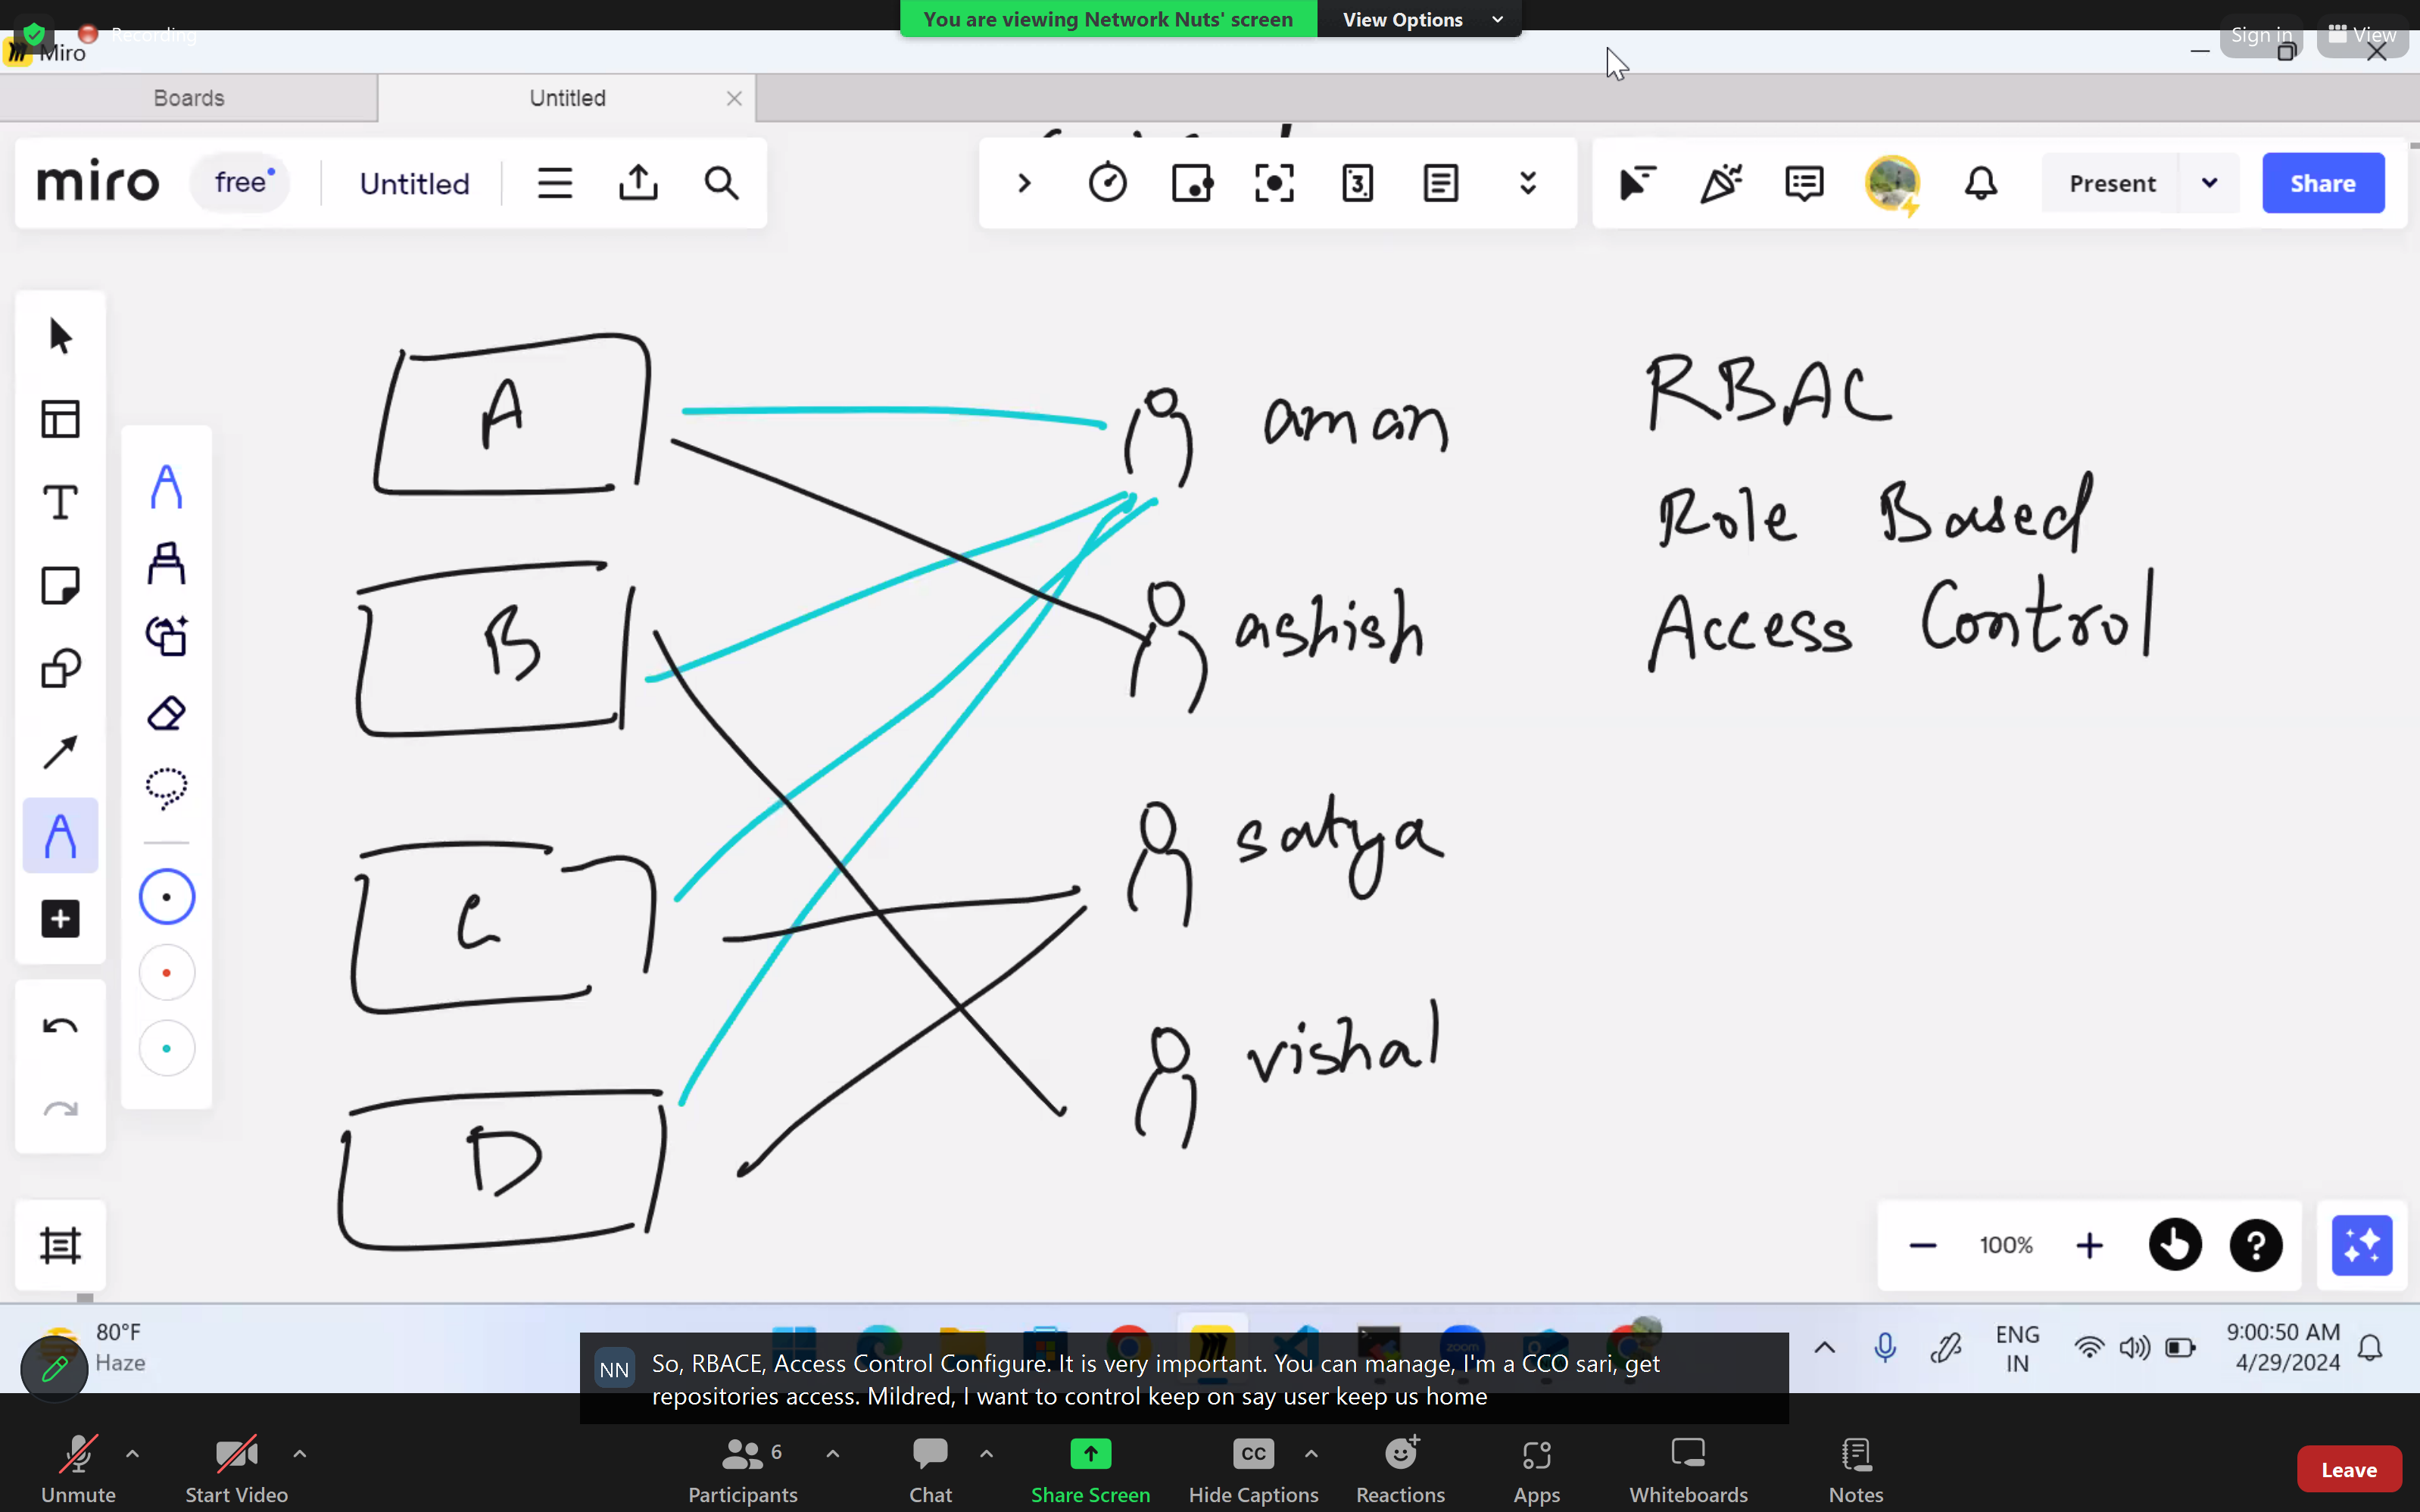 You are viewing Network Nuts' screen View Options
Recording
Sign in View
Miro
Boards Untitled
miro free Untitled Present Share
A aman RBAC
Role Based
B ashish Access Control
C satya
D vishal
100%
80°F
Haze
ENG
IN
9:00:50 AM
4/29/2024
NN So, RBACE, Access Control Configure. It is very important. You can manage, I'm a CCO sari, get
repositories access. Mildred, I want to control keep on say user keep us home
6
CC
Unmute Start Video Participants Chat Share Screen Hide Captions Reactions Apps Whiteboards Notes Leave